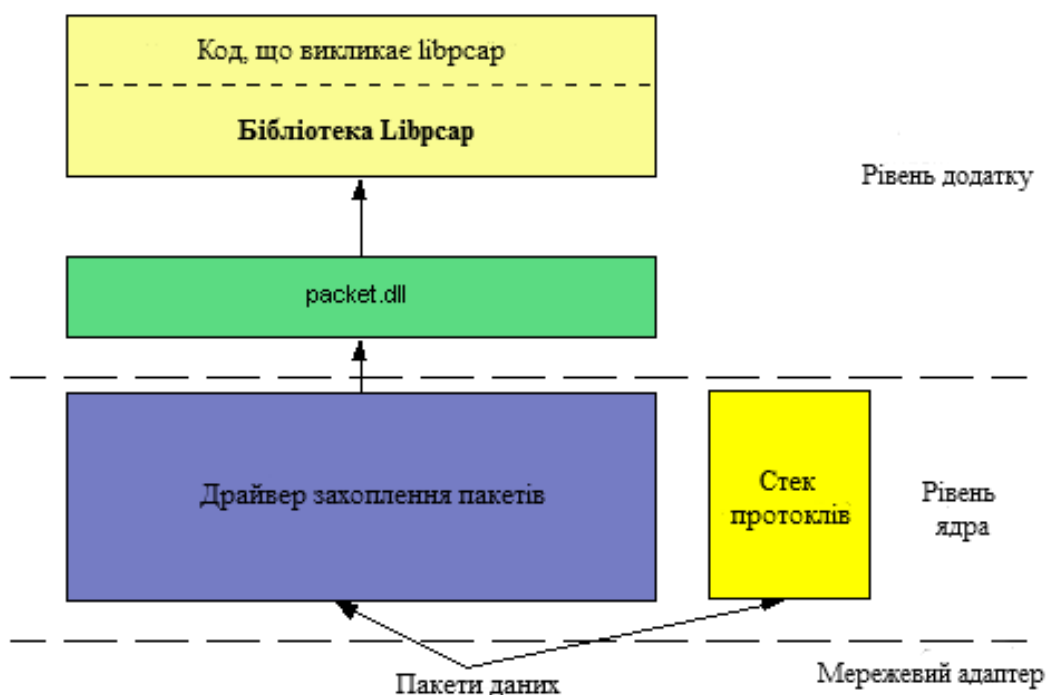 Код, що викликає libpcap
Бібліотека Libpcap
Рівень додатку
packet.dll
Драйвер захоплення пакетів
Стек
протоклів
Рівень
ядра
Пакети даних
Мережевий адаптер